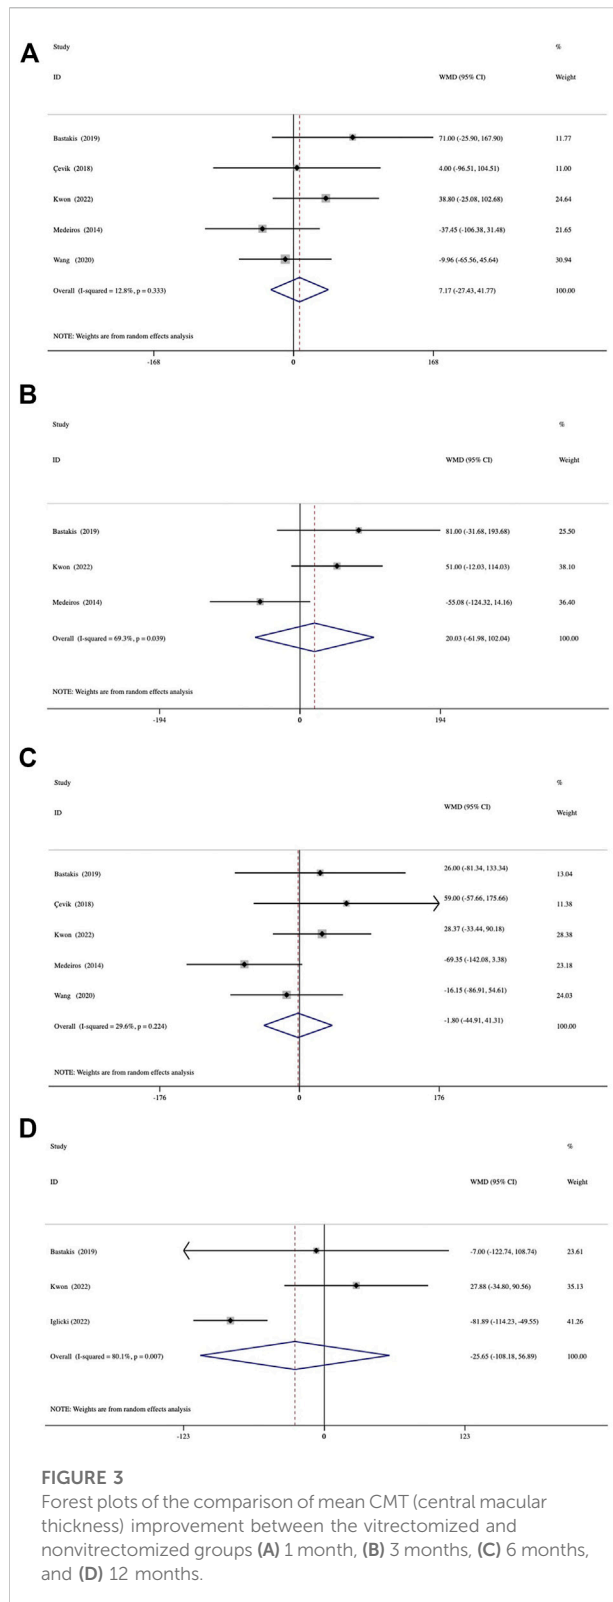 A
Study %
ID WMD (95% CI) Weight
Bastakis (2019) 71.00 (-25.90, 167.90) 11.77
Çevik (2018) 4.00 (-96.51, 104.51) 11.00
Kwon (2022) 38.80 (-25.08, 102.68) 24.64
Medeiros (2014) -37.45 (-106.38, 31.48) 21.65
Wang (2020) -9.96 (-65.56, 45.64) 30.94
Overall (I-squared = 12.8%, p = 0.333) 7.17 (-27.43, 41.77) 100.00
NOTE: Weights are from random effects analysis
-168 0 168
B
Study %
ID WMD (95% CI) Weight
Bastakis (2019) 81.00 (-31.68, 193.68) 25.50
Kwon (2022) 51.00 (-12.03, 114.03) 38.10
Medeiros (2014) -55.08 (-124.32, 14.16) 36.40
Overall (I-squared = 69.3%, p = 0.039) 20.03 (-61.98, 102.04) 100.00
NOTE: Weights are from random effects analysis
-194 0 194
C
Study %
ID WMD (95% CI) Weight
Bastakis (2019) 26.00 (-81.34, 133.34) 13.04
Çevik (2018) 59.00 (-57.66, 175.66) 11.38
Kwon (2022) 28.37 (-33.44, 90.18) 28.38
Medeiros (2014) -69.35 (-142.08, 3.38) 23.18
Wang (2020) -16.15 (-86.91, 54.61) 24.03
Overall (I-squared = 29.6%, p = 0.224) -1.80 (-44.91, 41.31) 100.00
NOTE: Weights are from random effects analysis
-176 0 176
D
Study %
ID WMD (95% CI) Weight
Bastakis (2019) -7.00 (-122.74, 108.74) 23.61
Kwon (2022) 27.88 (-34.80, 90.56) 35.13
Iglicki (2022) -81.89 (-114.23, -49.55) 41.26
Overall (I-squared = 80.1%, p = 0.007) -25.65 (-108.18, 56.89) 100.00
NOTE: Weights are from random effects analysis
-123 0 123
FIGURE 3
Forest plots of the comparison of mean CMT (central macular
thickness) improvement between the vitrectomized and
nonvitrectomized groups (A) 1 month, (B) 3 months, (C) 6 months,
and (D) 12 months.